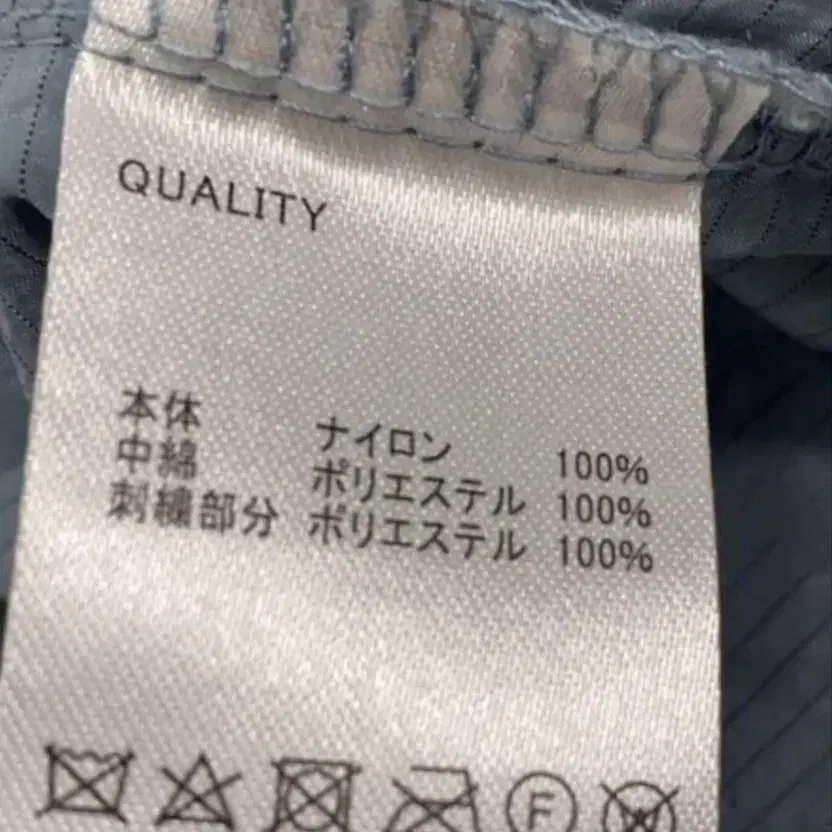 QUALITY
本体 ナイロン 100%
中綿 ポリエステル 100%
刺繍部分 ポリエステル 100%
F
W